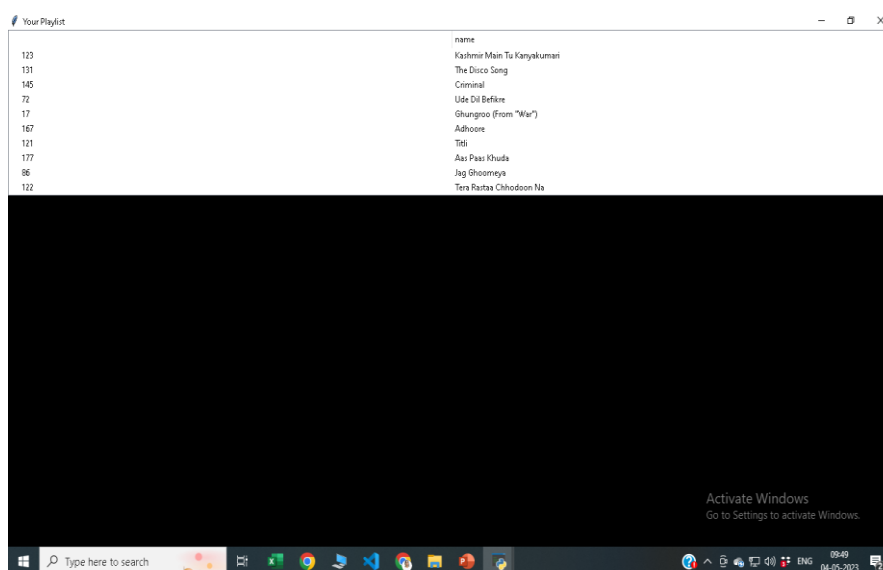 Your Playlist
name
123 Kashmir Main Tu Kanyakumari
131 The Disco Song
145 Criminal
72 Ude Dil Befikre
17 Ghungroo (From "War")
167 Adhoore
121 Titli
177 Aas Paas Khuda
86 Jag Ghoomeya
122 Tera Rastaa Chhodoon Na
Activate Windows
Go to Settings to activate Windows.
Type here to search
ENG
09:49
04-05-2023